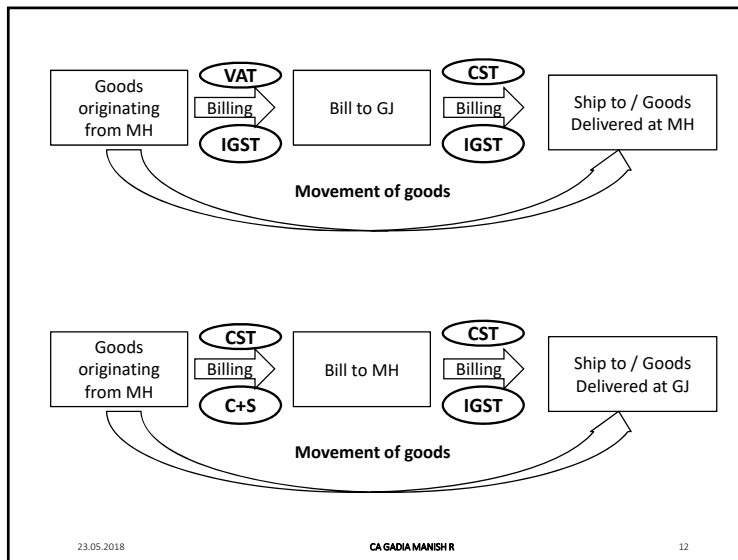 VAT
CST
Goods
originating
from MH
Billing
Bill to GJ
Billing
Ship to / Goods
Delivered at MH
IGST
IGST
Movement of goods
CST
CST
Goods
originating
from MH
Billing
Bill to MH
Billing
Ship to / Goods
Delivered at GJ
C+S
IGST
Movement of goods
23.05.2018
CA GADIA MANISH R
12